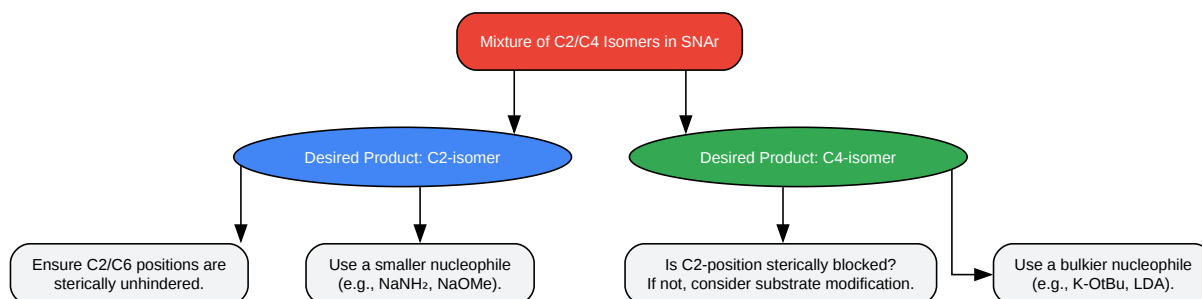 Mixture of C2/C4 Isomers in SNAr
Desired Product: C2-isomer
Desired Product: C4-isomer
Ensure C2/C6 positions are
sterically unhindered.
Use a smaller nucleophile
(e.g., NaNH₂, NaOMe).
Is C2-position sterically blocked?
If not, consider substrate modification.
Use a bulkier nucleophile
(e.g., K-OtBu, LDA).